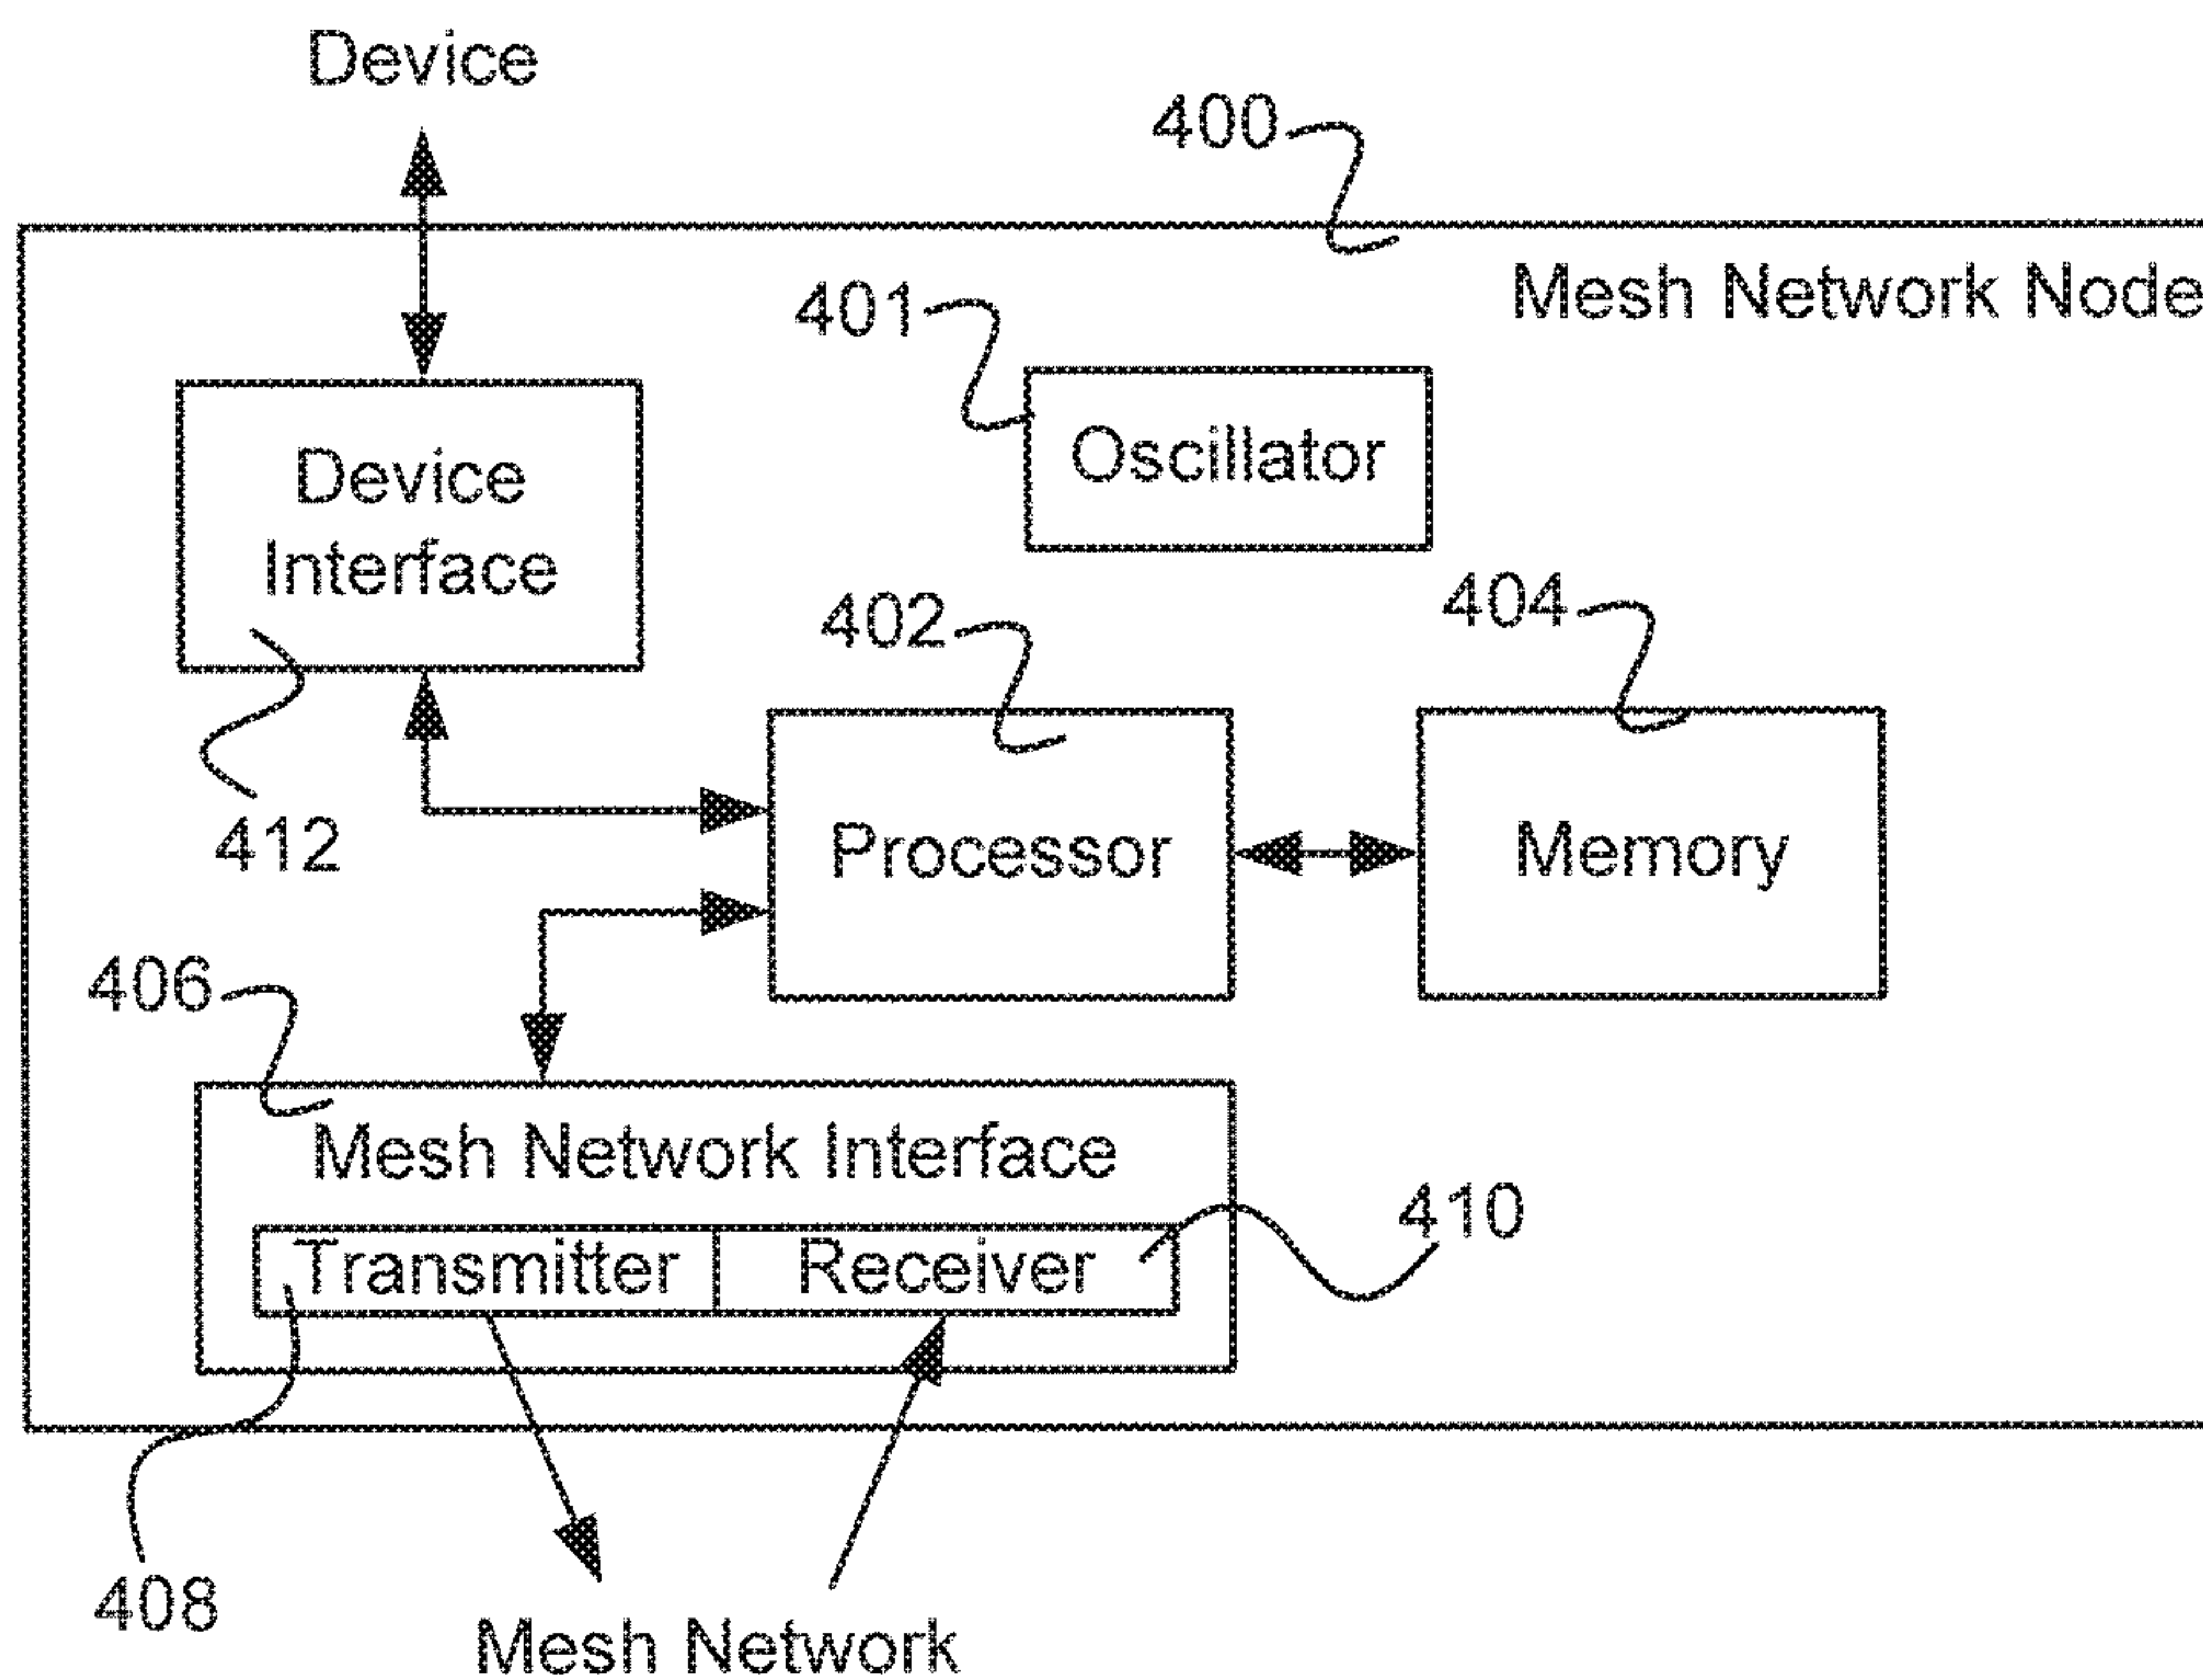 Device
400
Mesh Network Node
401
Oscillator
Device
Interface
402
404
412
Processor
Memory
406
Mesh Network Interface
410
Transmitter
Receiver
408
Mesh Network